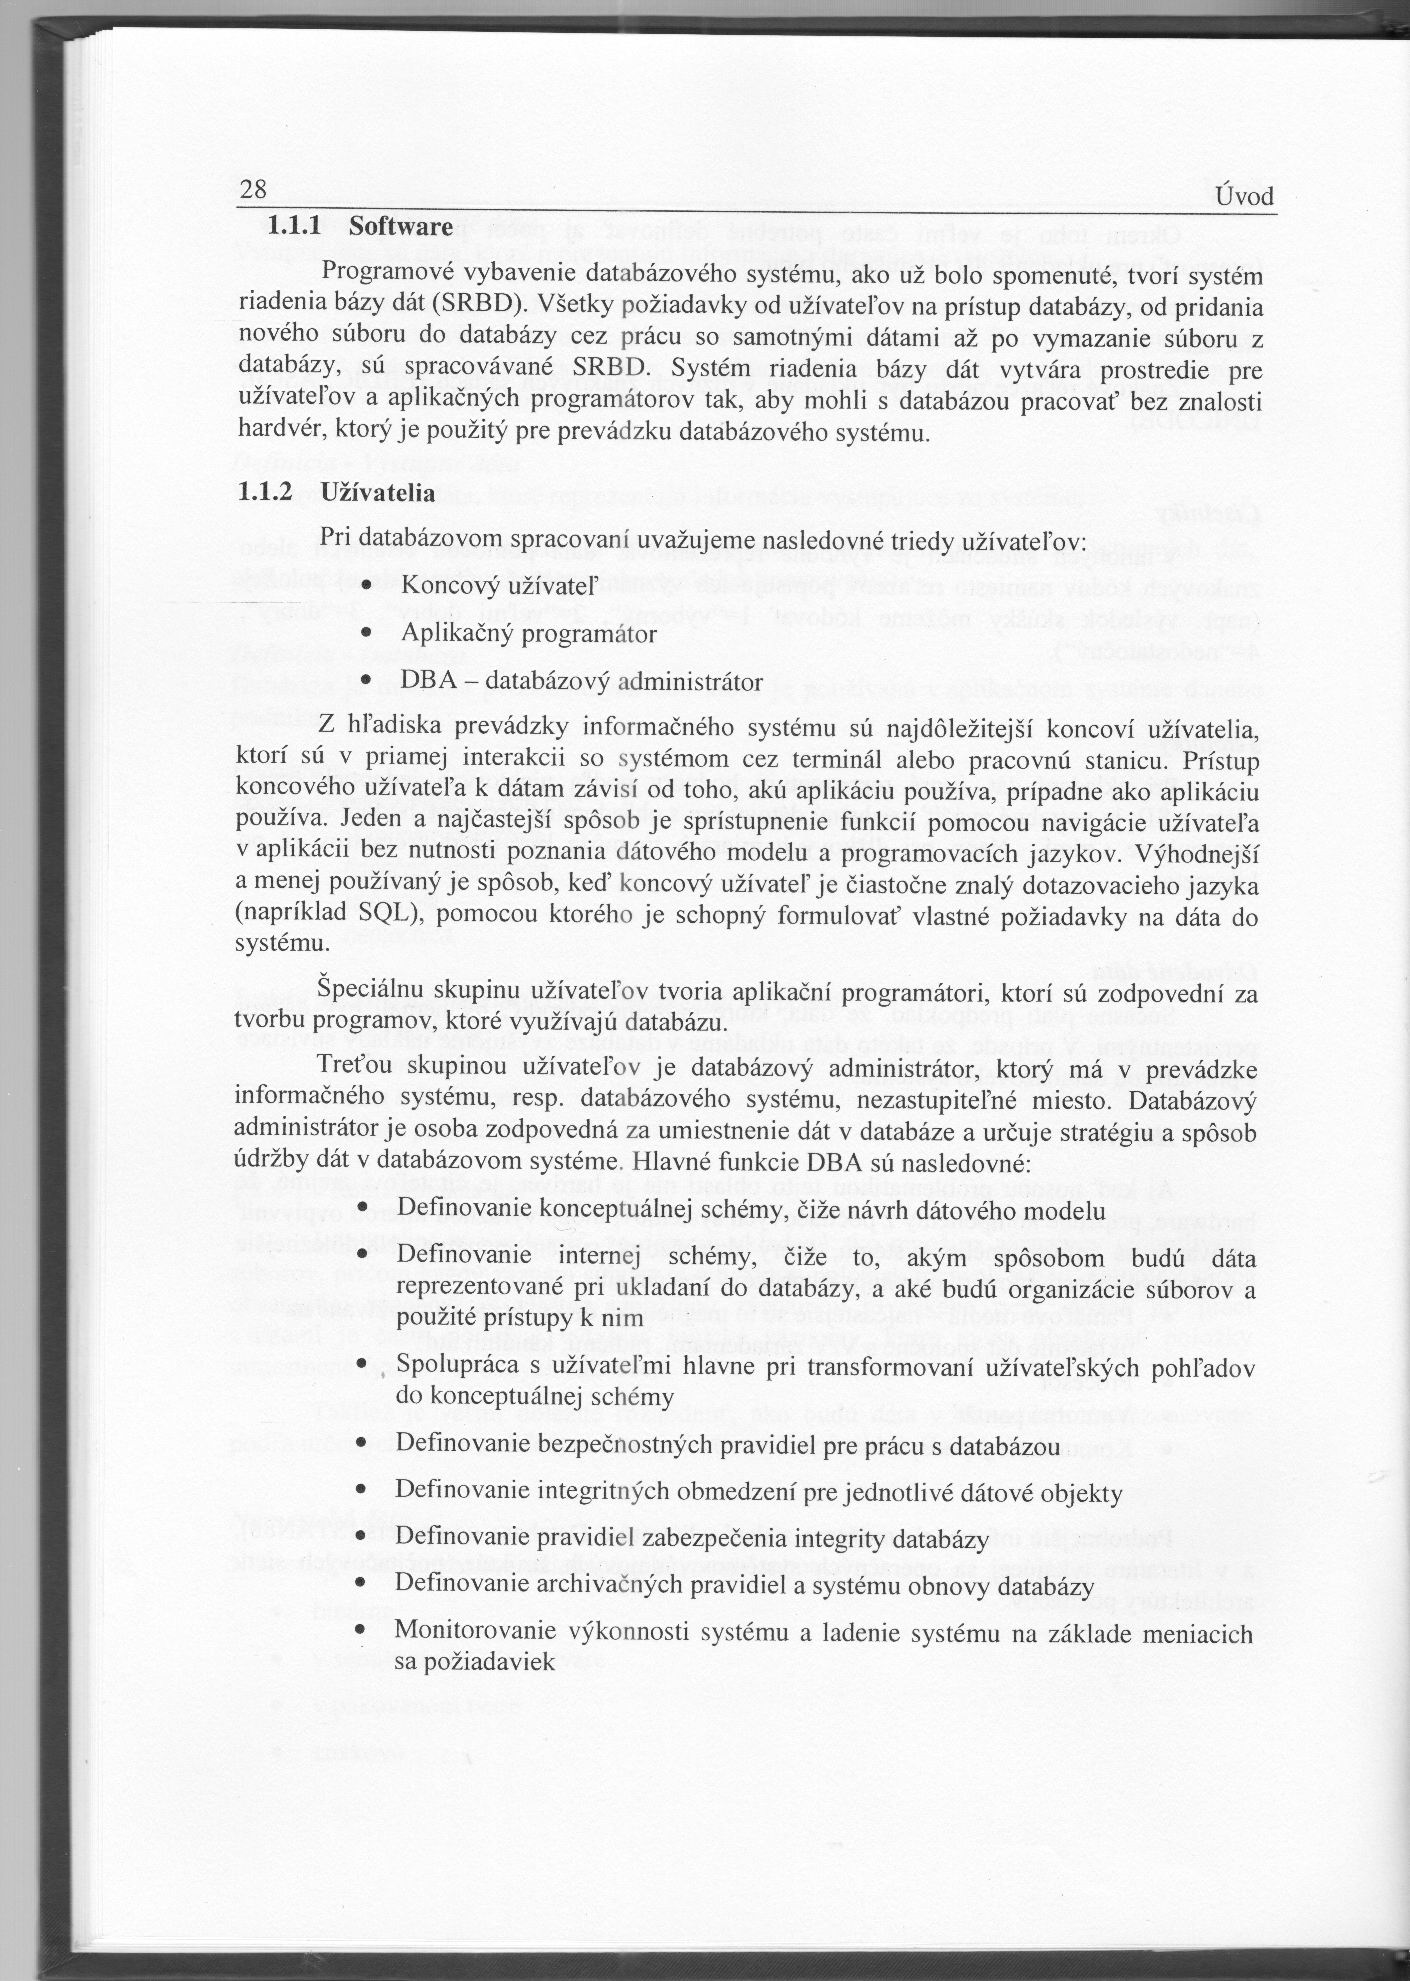 28
Úvod
1.1.1 Software
Programové vybavenie databázového systému, ako už bolo spomenuté, tvorí systém
riadenia bázy dát (SRBD). Všetky požiadavky od užívateľov na prístup databázy, od pridania
nového súboru do databázy cez prácu so samotnými dátami až po vymazanie súboru z
databázy, sú spracovávané SRBD. Systém riadenia bázy dát vytvára prostredie pre
užívateľov a aplikačných programátorov tak, aby mohli s databázou pracovať bez znalosti
hardvér, ktorý je použitý pre prevádzku databázového systému.
1.1.2 Užívatelia
Pri databázovom spracovaní uvažujeme nasledovné triedy užívateľov:
• Koncový užívateľ
• Aplikačný programátor
• DBA – databázový administrátor
Z hľadiska prevádzky informačného systému sú najdôležitejší koncoví užívatelia,
ktorí sú v priamej interakcii so systémom cez terminál alebo pracovnú stanicu. Prístup
koncového užívateľa k dátam závisí od toho, akú aplikáciu používa, prípadne ako aplikáciu
používa. Jeden a najčastejší spôsob je sprístupnenie funkcií pomocou navigácie užívateľa
v aplikácii bez nutnosti poznania dátového modelu a programovacích jazykov. Výhodnejší
a menej používaný je spôsob, keď koncový užívateľ je čiastočne znalý dotazovacieho jazyka
(napríklad SQL), pomocou ktorého je schopný formulovať vlastné požiadavky na dáta do
systému.
Špeciálnu skupinu užívateľov tvoria aplikační programátori, ktorí sú zodpovední za
tvorbu programov, ktoré využívajú databázu.
Treťou skupinou užívateľov je databázový administrátor, ktorý má v prevádzke
informačného systému, resp. databázového systému, nezastupiteľné miesto. Databázový
administrátor je osoba zodpovedná za umiestnenie dát v databáze a určuje stratégiu a spôsob
údržby dát v databázovom systéme. Hlavné funkcie DBA sú nasledovné:
• Definovanie konceptuálnej schémy, čiže návrh dátového modelu
• Definovanie internej schémy, čiže to, akým spôsobom budú dáta
reprezentované pri ukladaní do databázy, a aké budú organizácie súborov a
použité prístupy k nim
• Spolupráca s užívateľmi hlavne pri transformovaní užívateľských pohľadov
do konceptuálnej schémy
• Definovanie bezpečnostných pravidiel pre prácu s databázou
• Definovanie integritných obmedzení pre jednotlivé dátové objekty
• Definovanie pravidiel zabezpečenia integrity databázy
• Definovanie archivačných pravidiel a systému obnovy databázy
• Monitorovanie výkonnosti systému a ladenie systému na základe meniacich
sa požiadaviek